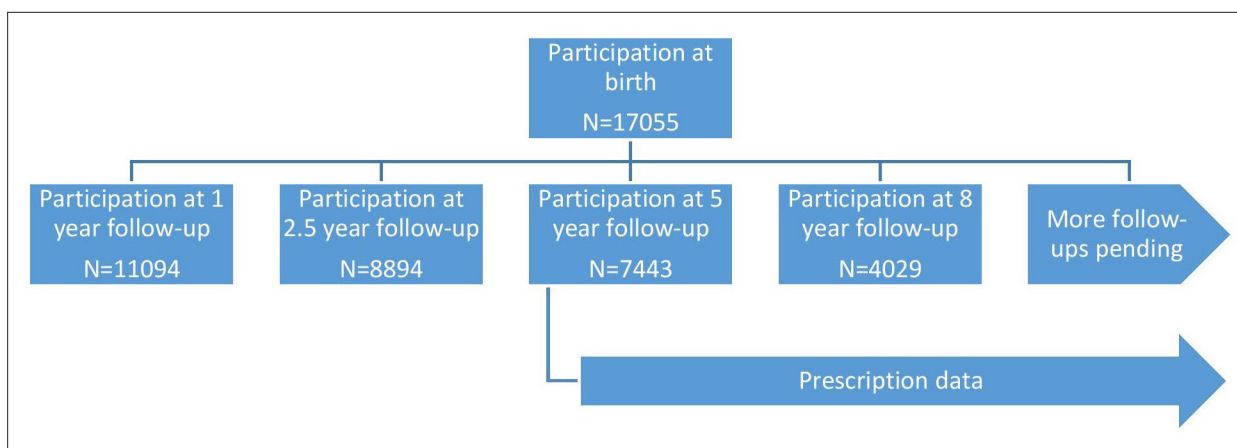 Participation at
birth
N=17055
Participation at 1
year follow-up
N=11094
Participation at
2.5 year follow-up
N=8894
Participation at 5
year follow-up
N=7443
Participation at 8
year follow-up
N=4029
More follow-
ups pending
Prescription data